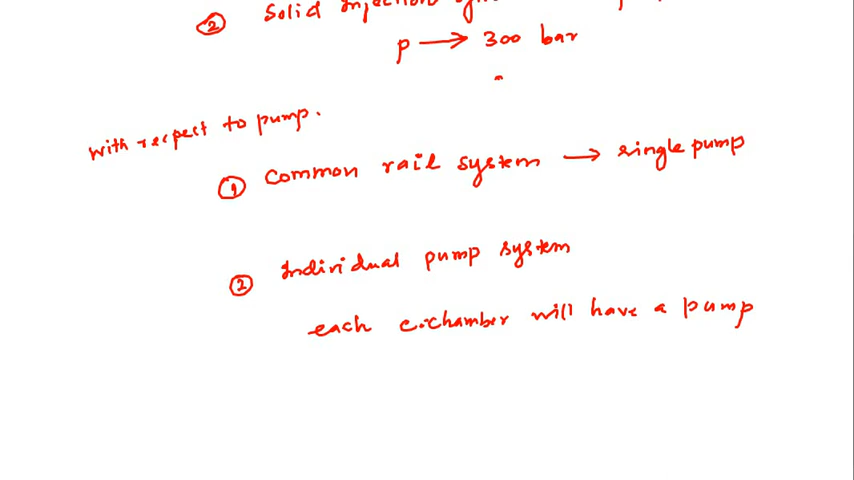 ② Solid Injection
p → 300 bar
with respect to pump.
① Common rail system → single pump
② Individual pump system
each c.chamber will have a pump